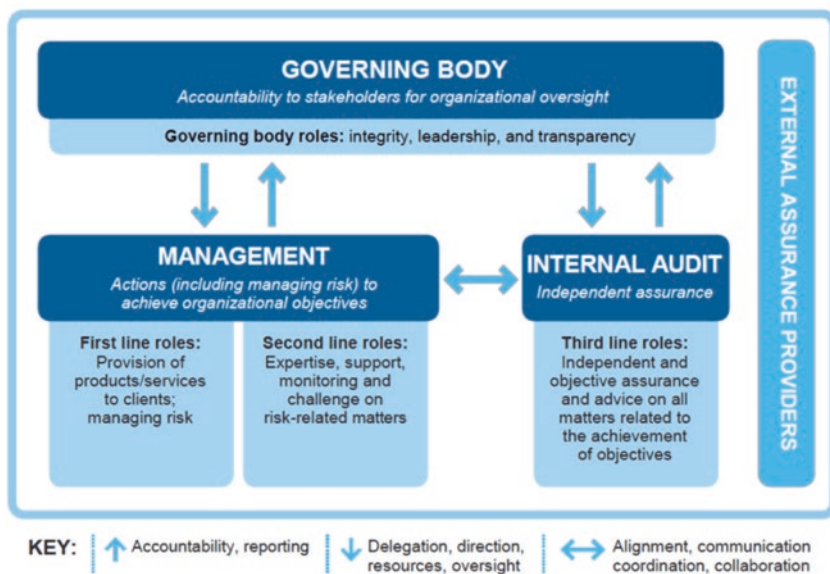 GOVERNING BODY
Accountability to stakeholders for organizational oversight
Governing body roles: integrity, leadership, and transparency
MANAGEMENT
Actions (including managing risk) to
achieve organizational objectives
First line roles:
Provision of
products/services
to clients;
managing risk
Second line roles:
Expertise, support,
monitoring and
challenge on
risk-related matters
INTERNAL AUDIT
Independent assurance
Third line roles:
Independent and
objective assurance
and advice on all
matters related to
the achievement
of objectives
EXTERNAL ASSURANCE PROVIDERS
KEY:
Accountability, reporting
Delegation, direction,
resources, oversight
Alignment, communication
coordination, collaboration